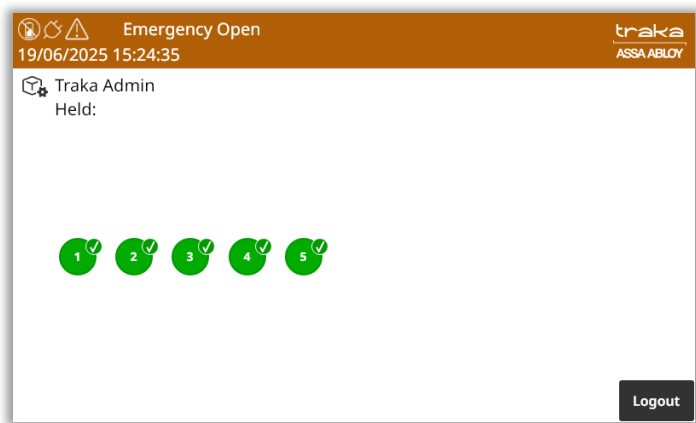 Emergency Open
19/06/2025 15:24:35
traka
ASSA ABLOY
Traka Admin
Held:
1 2 3 4 5
Logout